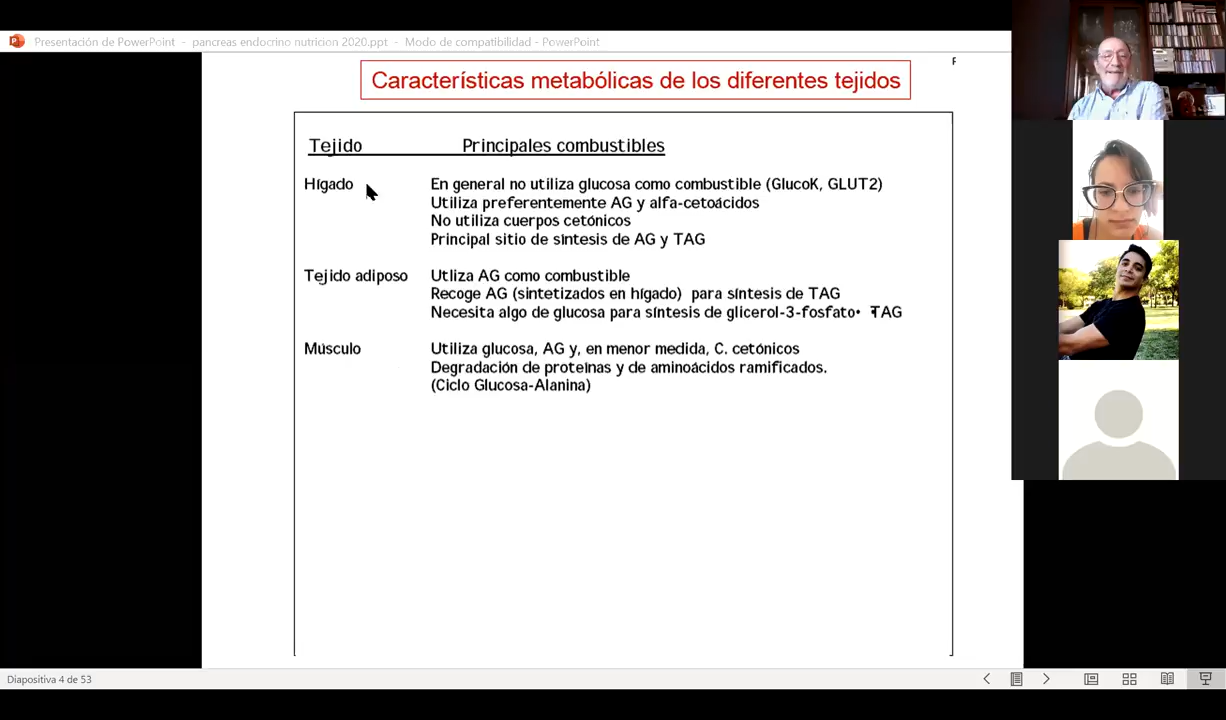 Presentación de PowerPoint - pancreas endocrino nutricion 2020.ppt - Modo de compatibilidad - PowerPoint
F
Características metabólicas de los diferentes tejidos
Tejido Principales combustibles
Hígado En general no utiliza glucosa como combustible (GlucoK, GLUT2)
Utiliza preferentemente AG y alfa-cetoácidos
No utiliza cuerpos cetónicos
Principal sitio de síntesis de AG y TAG
Tejido adiposo Utliza AG como combustible
Recoge AG (sintetizados en hígado) para síntesis de TAG
Necesita algo de glucosa para síntesis de glicerol-3-fosfato• TAG
Músculo Utiliza glucosa, AG y, en menor medida, C. cetónicos
Degradación de proteínas y de aminoácidos ramificados.
(Ciclo Glucosa-Alanina)
Diapositiva 4 de 53